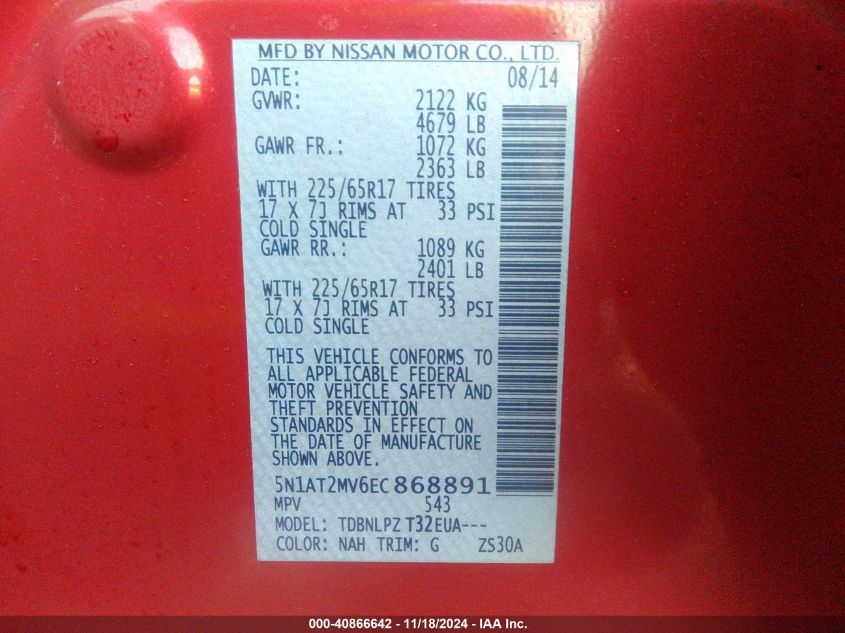 MFD BY NISSAN MOTOR CO., LTD.
DATE: 08/14
GVWR: 2122 KG
4679 LB
GAWR FR.: 1072 KG
2363 LB
WITH 225/65R17 TIRES
17 X 7J RIMS AT 33 PSI
COLD SINGLE
GAWR RR.: 1089 KG
2401 LB
WITH 225/65R17 TIRES
17 X 7J RIMS AT 33 PSI
COLD SINGLE
THIS VEHICLE CONFORMS TO
ALL APPLICABLE FEDERAL
MOTOR VEHICLE SAFETY AND
THEFT PREVENTION
STANDARDS IN EFFECT ON
THE DATE OF MANUFACTURE
SHOWN ABOVE.
5N1AT2MV6EC868891
MPV 543
MODEL: TDBNLPZ T32EUA---
COLOR: NAH TRIM: G ZS30A
000-40866642 - 11/18/2024 - IAA Inc.